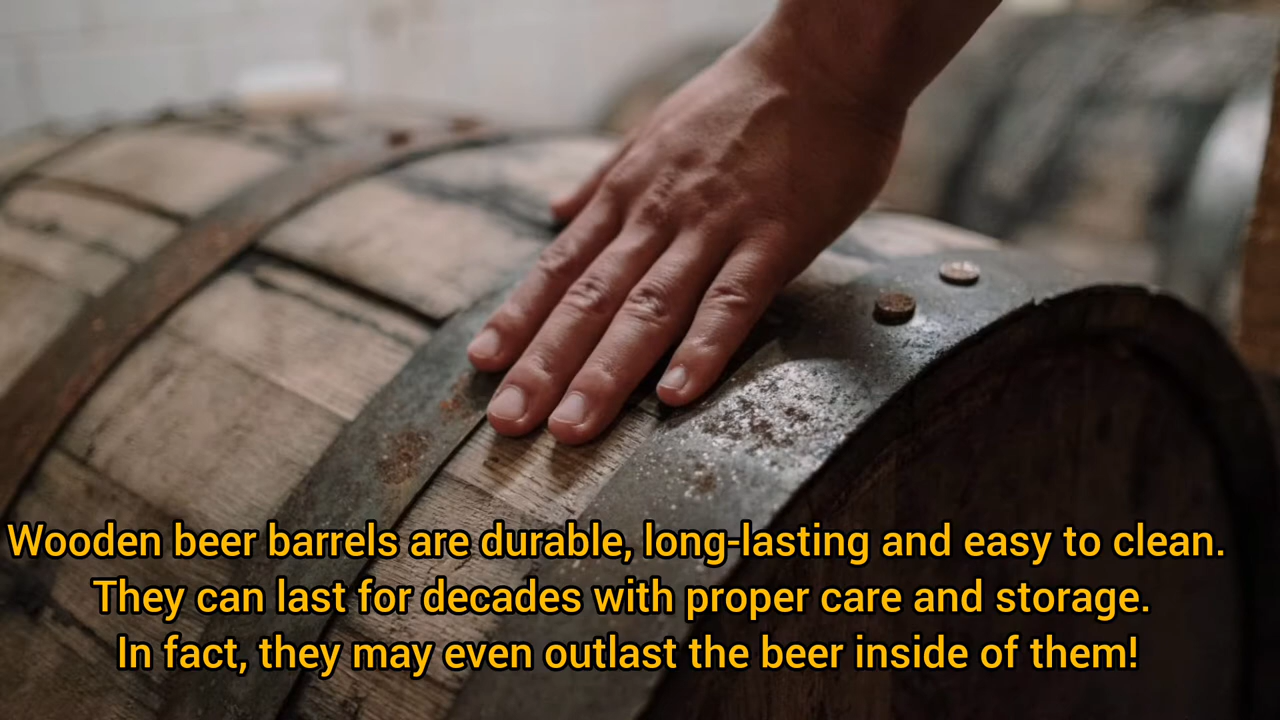 Wooden beer barrels are durable, long-lasting and easy to clean.
They can last for decades with proper care and storage.
In fact, they may even outlast the beer inside of them!